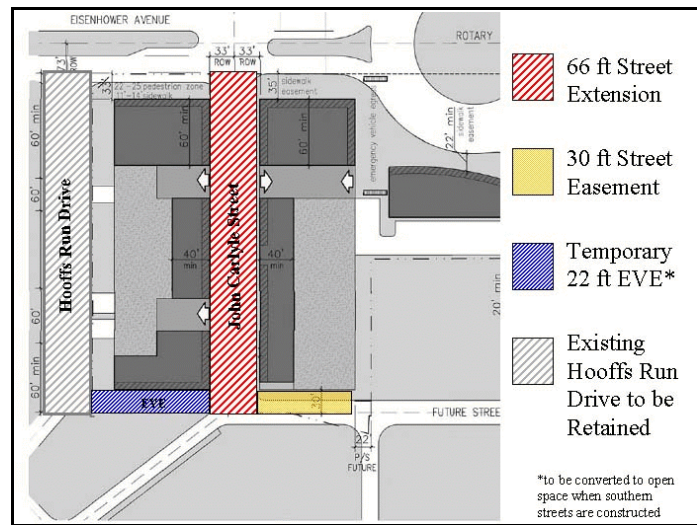 EISENHOWER AVENUE
ROTARY
33' 33'
ROW ROW
73'
ROW
33'
22'-25 pedestrian zone
11'-14 sidewalk
35'
sidewalk
easement
emergency vehicle egress
22' min
sidewalk
easement
60' min
60' min
60' min
60'
60'
60' min
Hooffs Run Drive
John Carlyle Street
40'
min
40'
min
20' min
EVE
30'
FUTURE STREET
22'
P/S
FUTURE
66 ft Street
Extension
30 ft Street
Easement
Temporary
22 ft EVE*
Existing
Hooffs Run
Drive to be
Retained
*to be converted to open
space when southern
streets are constructed